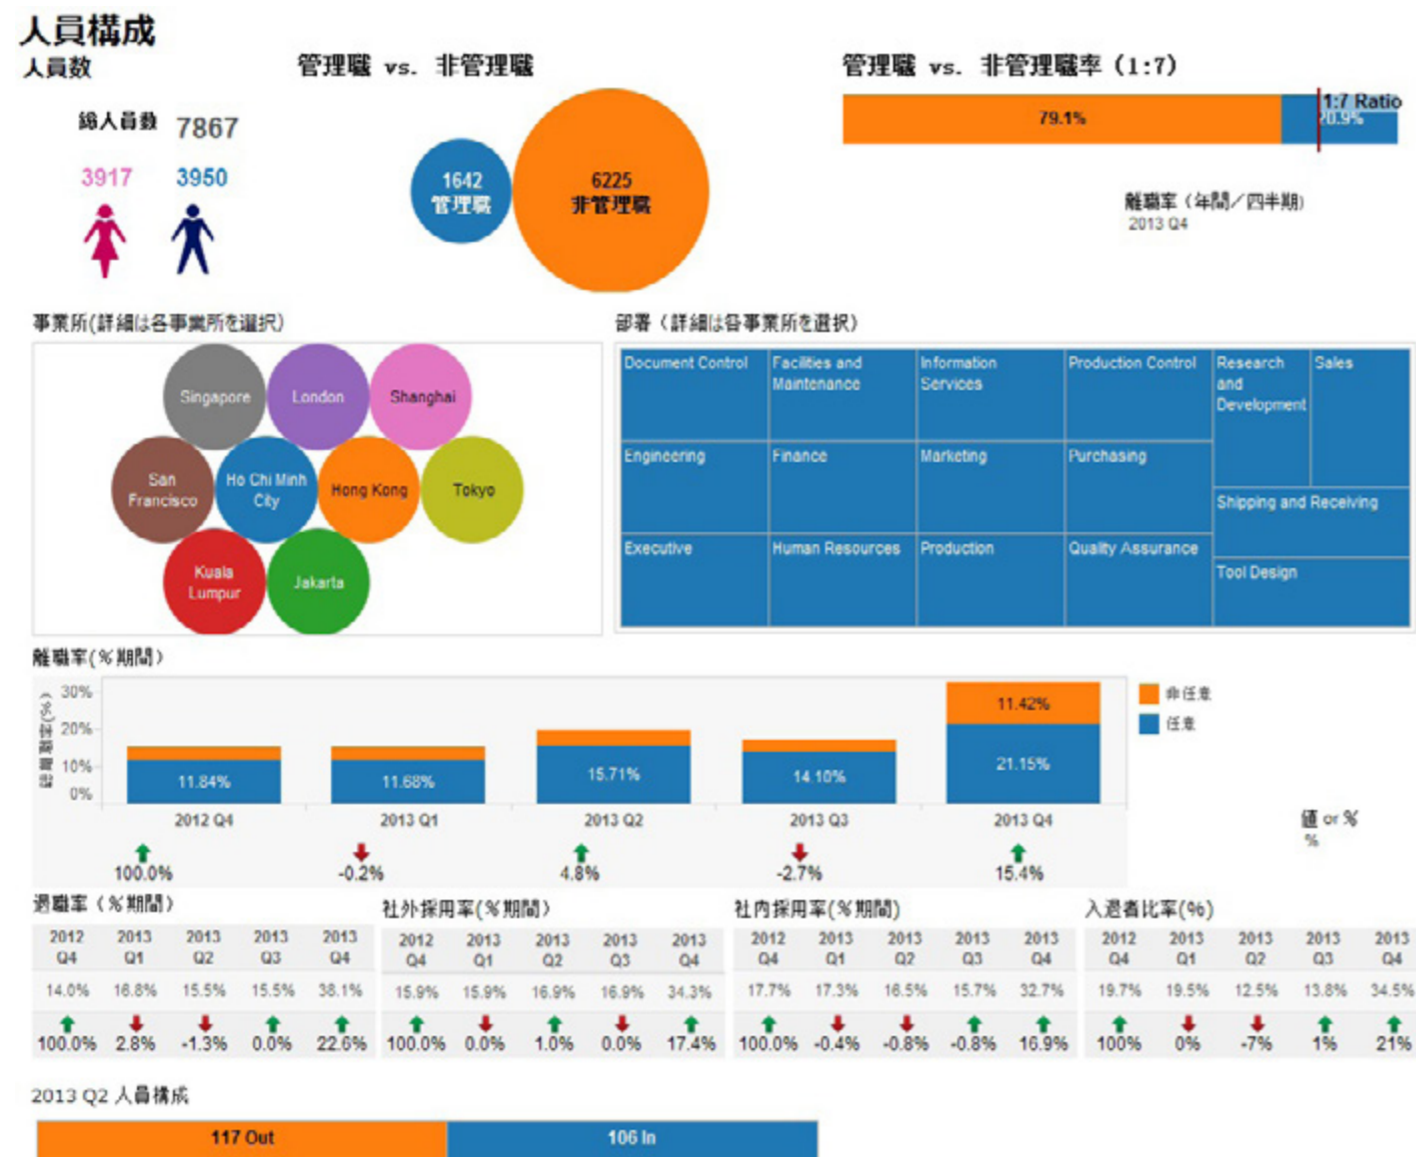 人員構成
人員数
管理職 vs. 非管理職
管理職 vs. 非管理職率 (1:7)
総人員数 7867
3917 3950
1642
管理職
6225
非管理職
79.1%
1:7 Ratio
20.9%
離職率 (年間/四半期)
2013 Q4
事業所(詳細は各事業所を選択)
Singapore
London
Shanghai
San
Francisco
Ho Chi Minh
City
Hong Kong
Tokyo
Kuala
Lumpur
Jakarta
部署 (詳細は各事業所を選択)
Document Control
Facilities and
Maintenance
Information
Services
Production Control
Research
and
Development
Sales
Engineering
Finance
Marketing
Purchasing
Shipping and Receiving
Executive
Human Resources
Production
Quality Assurance
Tool Design
離職率(%期間)
総離職率(%)
30%
20%
10%
0%
11.84%
11.68%
15.71%
14.10%
11.42%
21.15%
2012 Q4 2013 Q1 2013 Q2 2013 Q3 2013 Q4
100.0% -0.2% 4.8% -2.7% 15.4%
非任意
任意
値 or %
%
退職率 (%期間)
2012 2013 2013 2013 2013
Q4 Q1 Q2 Q3 Q4
14.0% 16.8% 15.5% 15.5% 38.1%
100.0% 2.8% -1.3% 0.0% 22.6%
社外採用率(%期間)
2012 2013 2013 2013 2013
Q4 Q1 Q2 Q3 Q4
15.9% 15.9% 16.9% 16.9% 34.3%
100.0% 0.0% 1.0% 0.0% 17.4%
社内採用率(%期間)
2012 2013 2013 2013 2013
Q4 Q1 Q2 Q3 Q4
17.7% 17.3% 16.5% 15.7% 32.7%
100.0% -0.4% -0.8% -0.8% 16.9%
入退者比率(%)
2012 2013 2013 2013 2013
Q4 Q1 Q2 Q3 Q4
19.7% 19.5% 12.5% 13.8% 34.5%
100% 0% -7% 1% 21%
2013 Q2 人員構成
117 Out
106 In